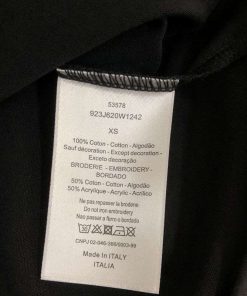 53578
923J620W1242
XS
100% Coton - Cotton - Algodão
Sauf décoration - Except decoration -
Exceto decoração
BRODERIE - EMBROIDERY -
BORDADO
50% Coton - Cotton - Algodão
50% Acrylique - Acrylic - Acrílico
Ne pas repasser la broderie
Do not iron embroidery
Não passar a ferro o bordado
Made in ITALY
ITALIA